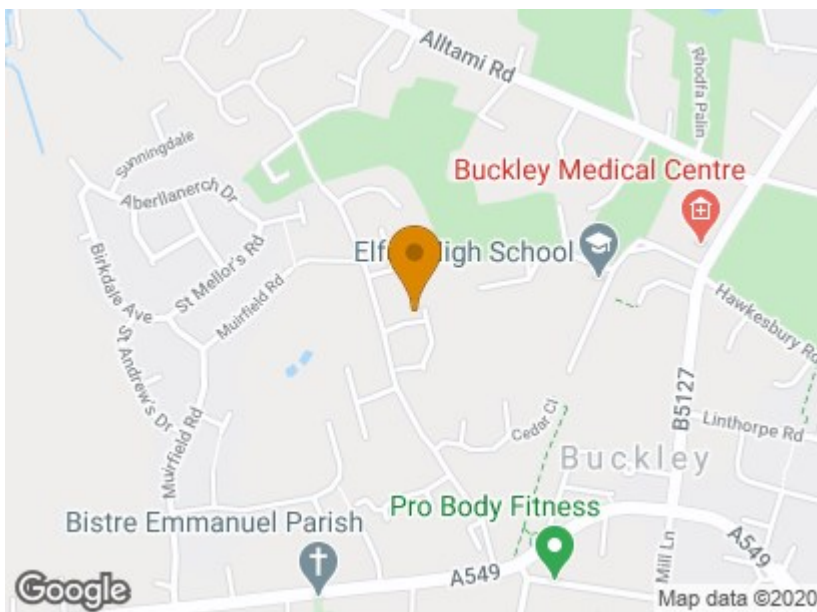 Alltami Rd
Rhodfa Palin
Sunningdale
Buckley Medical Centre
Aberllanerch Dr
St Mellor's Rd
High School
Birkdale Ave
Muirfield Rd
Hawkesbury Rd
St Andrew's Dr
B5127
Muirfield Rd
Cedar Cl
Linthorpe Rd
Buckley
Pro Body Fitness
Bistre Emmanuel Parish
A549
Mill Ln
A549
Google
Map data ©2020